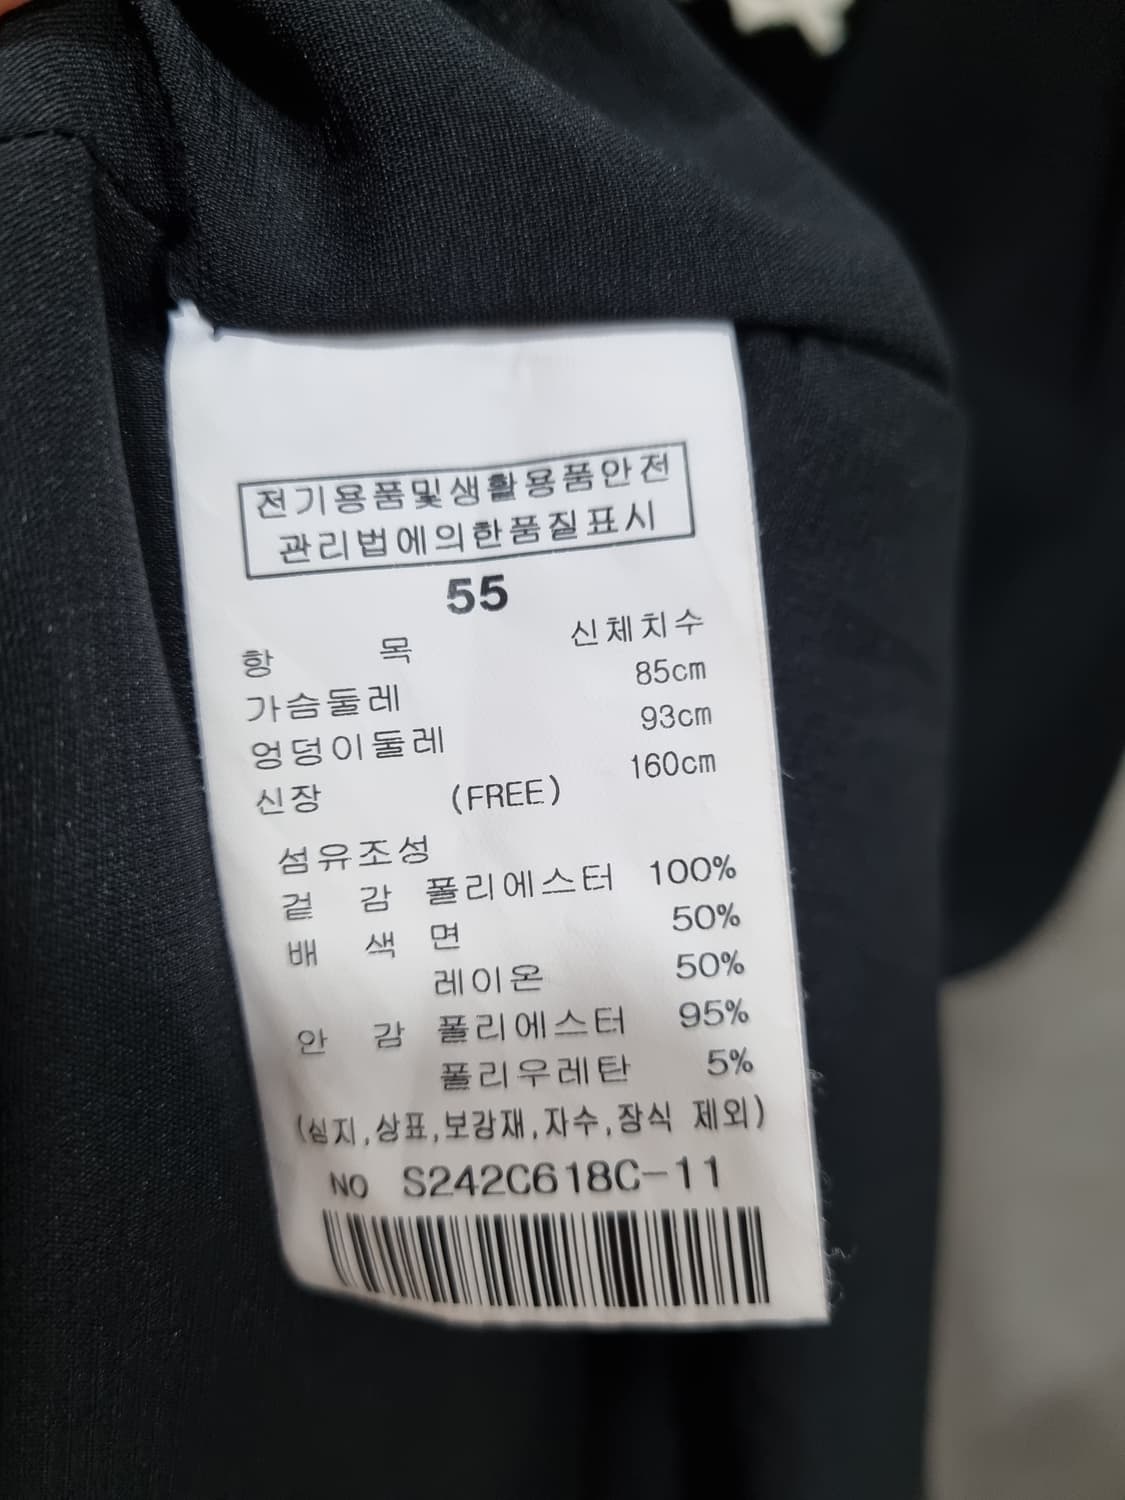 전기용품및생활용품안전
관리법에의한품질표시
55
항 목 신체치수
가슴둘레 85cm
엉덩이둘레 93cm
신장 (FREE) 160cm
섬유조성
겉 감 폴리에스터 100%
배 색 면 50%
레이온 50%
안 감 폴리에스터 95%
폴리우레탄 5%
(심지,상표,보강재,자수,장식 제외)
NO S242C618C-11